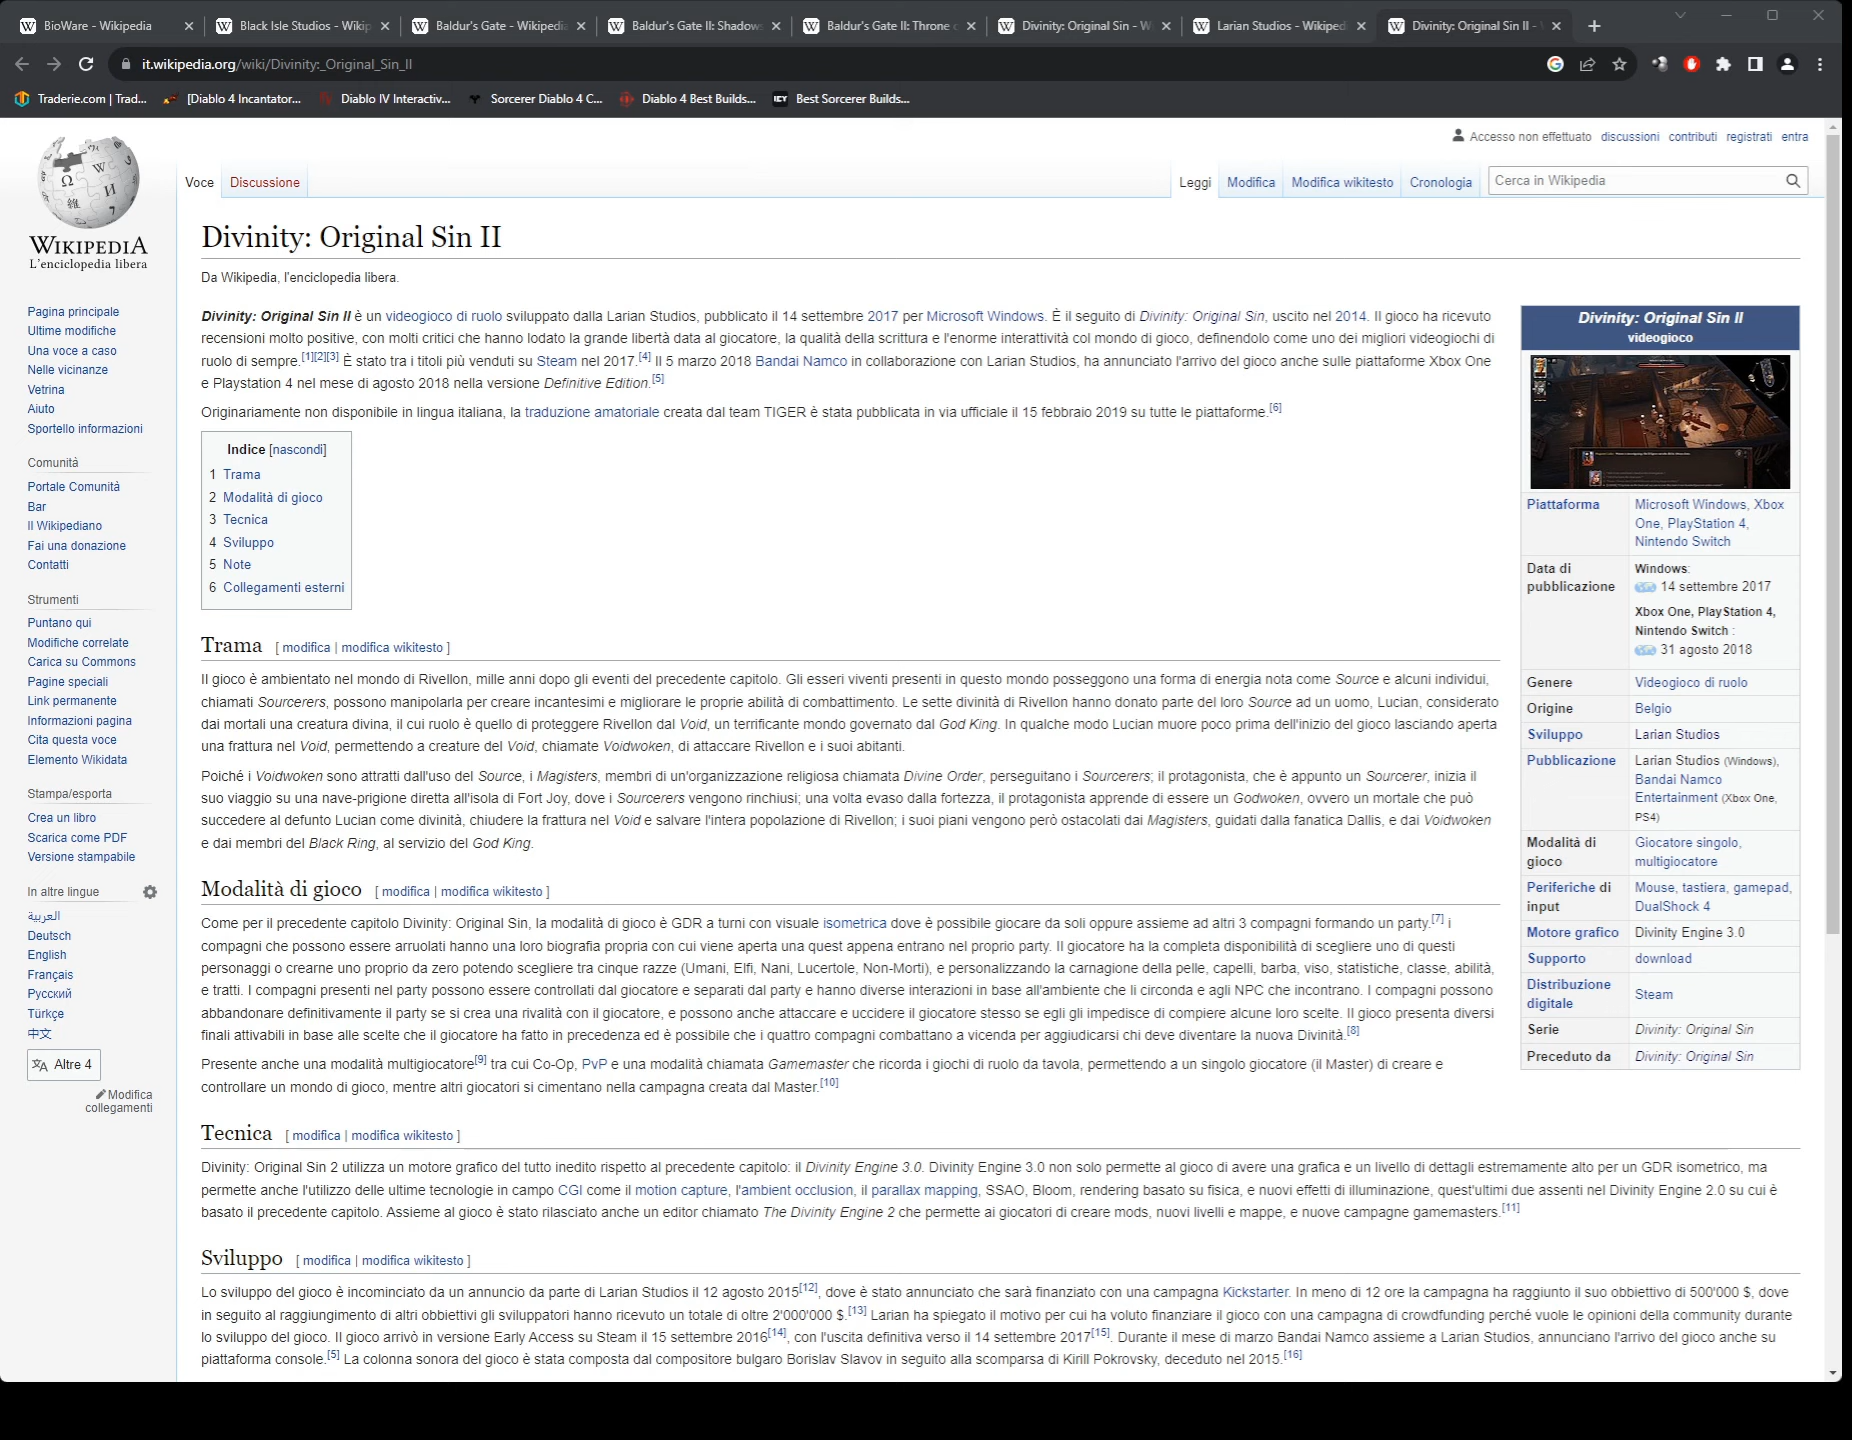 BioWare - Wikipedia
Black Isle Studios - Wikip
Baldur's Gate - Wikipedia
Baldur's Gate II: Shadows
Baldur's Gate II: Throne o
Divinity: Original Sin - W
Larian Studios - Wikiped
Divinity: Original Sin II -
it.wikipedia.org/wiki/Divinity:_Original_Sin_II
Traderie.com | Trad...
[Diablo 4 Incantator...
Diablo IV Interactiv...
Sorcerer Diablo 4 C...
Diablo 4 Best Builds...
Best Sorcerer Builds...
Accesso non effettuato discussioni contributi registrati entra
Voce Discussione
Leggi Modifica Modifica wikitesto Cronologia
Cerca in Wikipedia
WIKIPEDIA
L'enciclopedia libera
Pagina principale
Ultime modifiche
Una voce a caso
Nelle vicinanze
Vetrina
Aiuto
Sportello informazioni
Comunità
Portale Comunità
Bar
Il Wikipediano
Fai una donazione
Contatti
Strumenti
Puntano qui
Modifiche correlate
Carica su Commons
Pagine speciali
Link permanente
Informazioni pagina
Cita questa voce
Elemento Wikidata
Stampa/esporta
Crea un libro
Scarica come PDF
Versione stampabile
In altre lingue
العربية
Deutsch
English
Français
Русский
Türkçe
中文
Altre 4
Modifica
collegamenti
Divinity: Original Sin II
Da Wikipedia, l'enciclopedia libera.
Divinity: Original Sin II è un videogioco di ruolo sviluppato dalla Larian Studios, pubblicato il 14 settembre 2017 per Microsoft Windows. È il seguito di Divinity: Original Sin, uscito nel 2014. Il gioco ha ricevuto
recensioni molto positive, con molti critici che hanno lodato la grande libertà data al giocatore, la qualità della scrittura e l'enorme interattività col mondo di gioco, definendolo come uno dei migliori videogiochi di
ruolo di sempre.[1][2][3] È stato tra i titoli più venduti su Steam nel 2017.[4] Il 5 marzo 2018 Bandai Namco in collaborazione con Larian Studios, ha annunciato l'arrivo del gioco anche sulle piattaforme Xbox One
e Playstation 4 nel mese di agosto 2018 nella versione Definitive Edition.[5]
Originariamente non disponibile in lingua italiana, la traduzione amatoriale creata dal team TIGER è stata pubblicata in via ufficiale il 15 febbraio 2019 su tutte le piattaforme.[6]
Indice [nascondi]
1 Trama
2 Modalità di gioco
3 Tecnica
4 Sviluppo
5 Note
6 Collegamenti esterni
Trama [ modifica | modifica wikitesto ]
Il gioco è ambientato nel mondo di Rivellon, mille anni dopo gli eventi del precedente capitolo. Gli esseri viventi presenti in questo mondo posseggono una forma di energia nota come Source e alcuni individui,
chiamati Sourcerers, possono manipolarla per creare incantesimi e migliorare le proprie abilità di combattimento. Le sette divinità di Rivellon hanno donato parte del loro Source ad un uomo, Lucian, considerato
dai mortali una creatura divina, il cui ruolo è quello di proteggere Rivellon dal Void, un terrificante mondo governato dal God King. In qualche modo Lucian muore poco prima dell'inizio del gioco lasciando aperta
una frattura nel Void, permettendo a creature del Void, chiamate Voidwoken, di attaccare Rivellon e i suoi abitanti.
Poiché i Voidwoken sono attratti dall'uso del Source, i Magisters, membri di un'organizzazione religiosa chiamata Divine Order, perseguitano i Sourcerers; il protagonista, che è appunto un Sourcerer, inizia il
suo viaggio su una nave-prigione diretta all'isola di Fort Joy, dove i Sourcerers vengono rinchiusi; una volta evaso dalla fortezza, il protagonista apprende di essere un Godwoken, ovvero un mortale che può
succedere al defunto Lucian come divinità, chiudere la frattura nel Void e salvare l'intera popolazione di Rivellon; i suoi piani vengono però ostacolati dai Magisters, guidati dalla fanatica Dallis, e dai Voidwoken
e dai membri del Black Ring, al servizio del God King.
Modalità di gioco [ modifica | modifica wikitesto ]
Come per il precedente capitolo Divinity: Original Sin, la modalità di gioco è GDR a turni con visuale isometrica dove è possibile giocare da soli oppure assieme ad altri 3 compagni formando un party.[7] i
compagni che possono essere arruolati hanno una loro biografia propria con cui viene aperta una quest appena entrano nel proprio party. Il giocatore ha la completa disponibilità di scegliere uno di questi
personaggi o crearne uno proprio da zero potendo scegliere tra cinque razze (Umani, Elfi, Nani, Lucertole, Non-Morti), e personalizzando la carnagione della pelle, capelli, barba, viso, statistiche, classe, abilità,
e tratti. I compagni presenti nel party possono essere controllati dal giocatore e separati dal party e hanno diverse interazioni in base all'ambiente che li circonda e agli NPC che incontrano. I compagni possono
abbandonare definitivamente il party se si crea una rivalità con il giocatore, e possono anche attaccare e uccidere il giocatore stesso se egli gli impedisce di compiere alcune loro scelte. Il gioco presenta diversi
finali attivabili in base alle scelte che il giocatore ha fatto in precedenza ed è possibile che i quattro compagni combattano a vicenda per aggiudicarsi chi deve diventare la nuova Divinità.[8]
Presente anche una modalità multigiocatore[9] tra cui Co-Op, PvP e una modalità chiamata Gamemaster che ricorda i giochi di ruolo da tavola, permettendo a un singolo giocatore (il Master) di creare e
controllare un mondo di gioco, mentre altri giocatori si cimentano nella campagna creata dal Master.[10]
Tecnica [ modifica | modifica wikitesto ]
Divinity: Original Sin 2 utilizza un motore grafico del tutto inedito rispetto al precedente capitolo: il Divinity Engine 3.0. Divinity Engine 3.0 non solo permette al gioco di avere una grafica e un livello di dettagli estremamente alto per un GDR isometrico, ma
permette anche l'utilizzo delle ultime tecnologie in campo CGI come il motion capture, l'ambient occlusion, il parallax mapping, SSAO, Bloom, rendering basato su fisica, e nuovi effetti di illuminazione, quest'ultimi due assenti nel Divinity Engine 2.0 su cui è
basato il precedente capitolo. Assieme al gioco è stato rilasciato anche un editor chiamato The Divinity Engine 2 che permette ai giocatori di creare mods, nuovi livelli e mappe, e nuove campagne gamemasters.[11]
Sviluppo [ modifica | modifica wikitesto ]
Lo sviluppo del gioco è incominciato da un annuncio da parte di Larian Studios il 12 agosto 2015[12], dove è stato annunciato che sarà finanziato con una campagna Kickstarter. In meno di 12 ore la campagna ha raggiunto il suo obbiettivo di 500'000 $, dove
in seguito al raggiungimento di altri obbiettivi gli sviluppatori hanno ricevuto un totale di oltre 2'000'000 $.[13] Larian ha spiegato il motivo per cui ha voluto finanziare il gioco con una campagna di crowdfunding perché vuole le opinioni della community durante
lo sviluppo del gioco. Il gioco arrivò in versione Early Access su Steam il 15 settembre 2016[14], con l'uscita definitiva verso il 14 settembre 2017[15]. Durante il mese di marzo Bandai Namco assieme a Larian Studios, annunciano l'arrivo del gioco anche su
piattaforma console.[5] La colonna sonora del gioco è stata composta dal compositore bulgaro Borislav Slavov in seguito alla scomparsa di Kirill Pokrovsky, deceduto nel 2015.[16]
Divinity: Original Sin II
videogioco
Piattaforma Microsoft Windows, Xbox
One, PlayStation 4,
Nintendo Switch
Data di Windows:
pubblicazione 14 settembre 2017
Xbox One, PlayStation 4,
Nintendo Switch :
31 agosto 2018
Genere Videogioco di ruolo
Origine Belgio
Sviluppo Larian Studios
Pubblicazione Larian Studios (Windows),
Bandai Namco
Entertainment (Xbox One,
PS4)
Modalità di Giocatore singolo,
gioco multigiocatore
Periferiche di Mouse, tastiera, gamepad,
input DualShock 4
Motore grafico Divinity Engine 3.0
Supporto download
Distribuzione
digitale Steam
Serie Divinity: Original Sin
Preceduto da Divinity: Original Sin